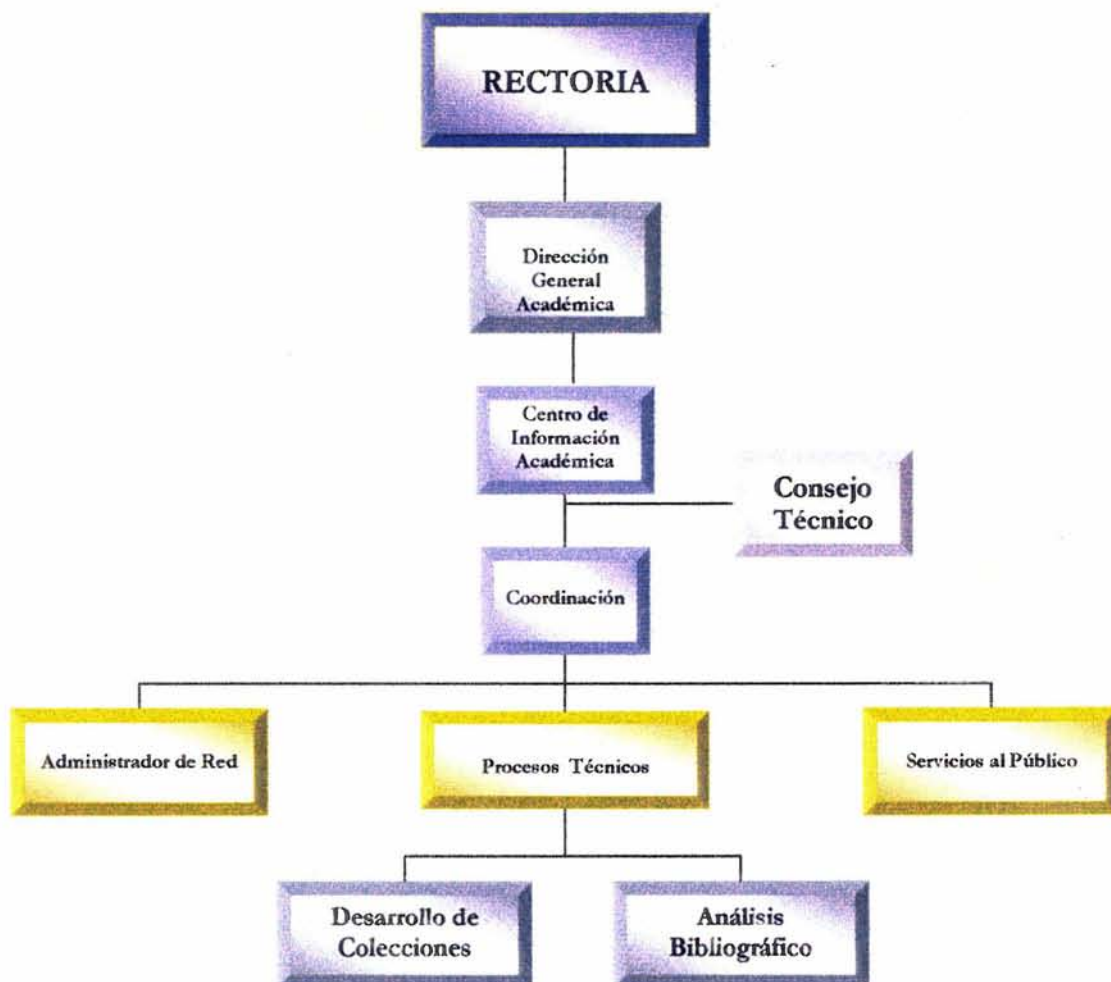 RECTORIA
Dirección
General
Académica
Centro de
Información
Académica
Consejo
Técnico
Coordinación
Administrador de Red
Procesos Técnicos
Servicios al Público
Desarrollo de
Colecciones
Análisis
Bibliográfico